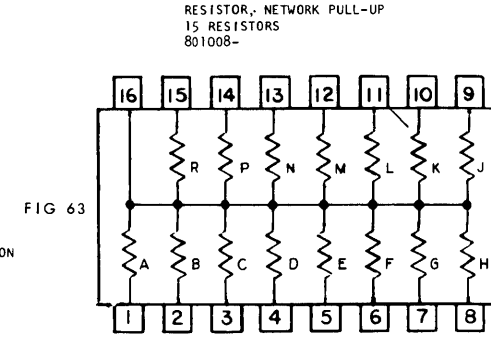 RESISTOR, NETWORK PULL-UP
15 RESISTORS
801008-
16 15 14 13 12 11 10 9
R P N M L K J
FIG 63
ON
A B C D E F G H
1 2 3 4 5 6 7 8